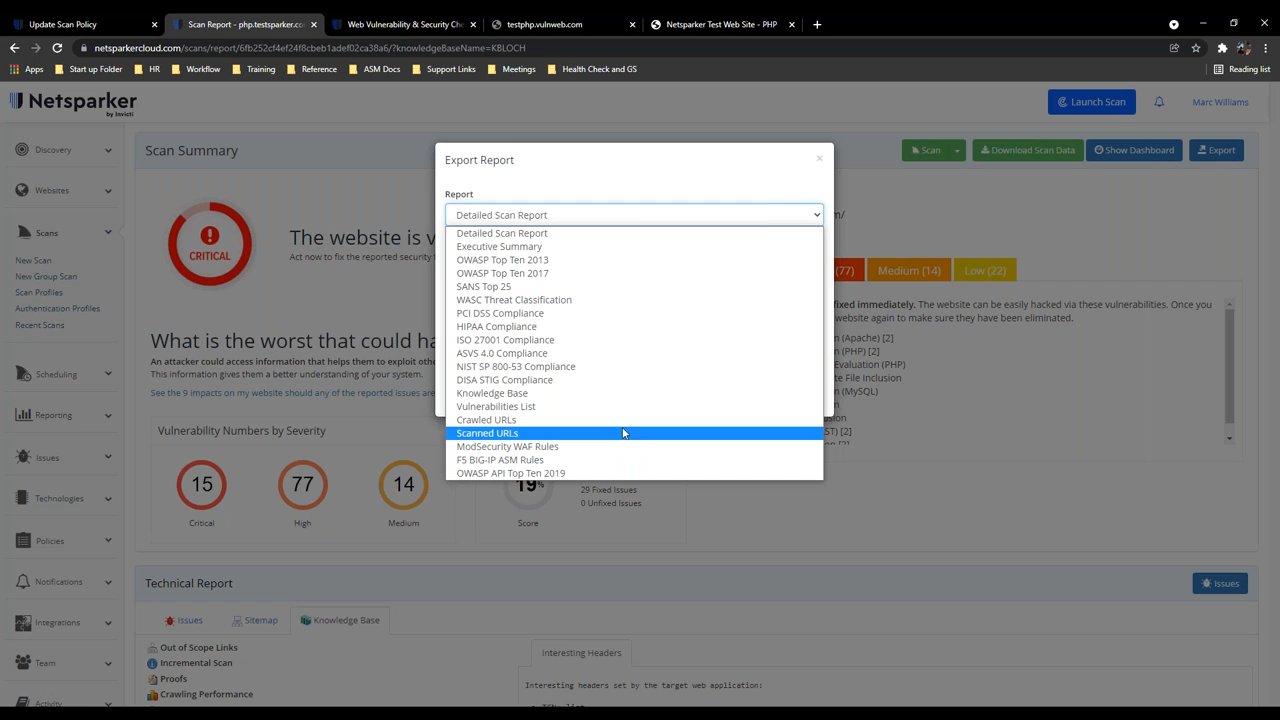 Update Scan Policy
Scan Report - php.testsparker.co
Web Vulnerability & Security Ch
testphp.vulnweb.com
Netsparker Test Web Site - PHP
netsparkercloud.com/scans/report/6fb252cf4ef24f8cbeb1adef02ca38a6/?knowledgeBaseName=KBLOCH
Apps
Start up Folder
HR
Workflow
Training
Reference
ASM Docs
Support Links
Meetings
Health Check and GS
Reading list
Netsparker
by Invicti
Launch Scan
Marc Williams
Discovery
Websites
Scans
New Scan
New Group Scan
Scan Profiles
Authentication Profiles
Recent Scans
Scheduling
Reporting
Issues
Technologies
Policies
Notifications
Integrations
Team
Activity
Scan Summary
Scan
Download Scan Data
Show Dashboard
Export
CRITICAL
The website is v
Act now to fix the reported security
What is the worst that could ha
An attacker could access information that helps them to exploit othe
This information gives them a better understanding of your system.
See the 9 impacts on my website should any of the reported issues are
Vulnerability Numbers by Severity
15
77
14
Critical
High
Medium
19%
Score
29 Fixed Issues
0 Unfixed Issues
m/
(77)
Medium (14)
Low (22)
fixed immediately. The website can be easily hacked via these vulnerabilities. Once you
website again to make sure they have been eliminated.
(Apache) [2]
(PHP) [2]
Evaluation (PHP)
te File Inclusion
n (MySQL)
on
ST) [2]
Export Report
×
Report
Detailed Scan Report
Detailed Scan Report
Executive Summary
OWASP Top Ten 2013
OWASP Top Ten 2017
SANS Top 25
WASC Threat Classification
PCI DSS Compliance
HIPAA Compliance
ISO 27001 Compliance
ASVS 4.0 Compliance
NIST SP 800-53 Compliance
DISA STIG Compliance
Knowledge Base
Vulnerabilities List
Crawled URLs
Scanned URLs
ModSecurity WAF Rules
F5 BIG-IP ASM Rules
OWASP API Top Ten 2019
Technical Report
Issues
Issues
Sitemap
Knowledge Base
Out of Scope Links
Incremental Scan
Proofs
Crawling Performance
Interesting Headers
Interesting headers set by the target web application: